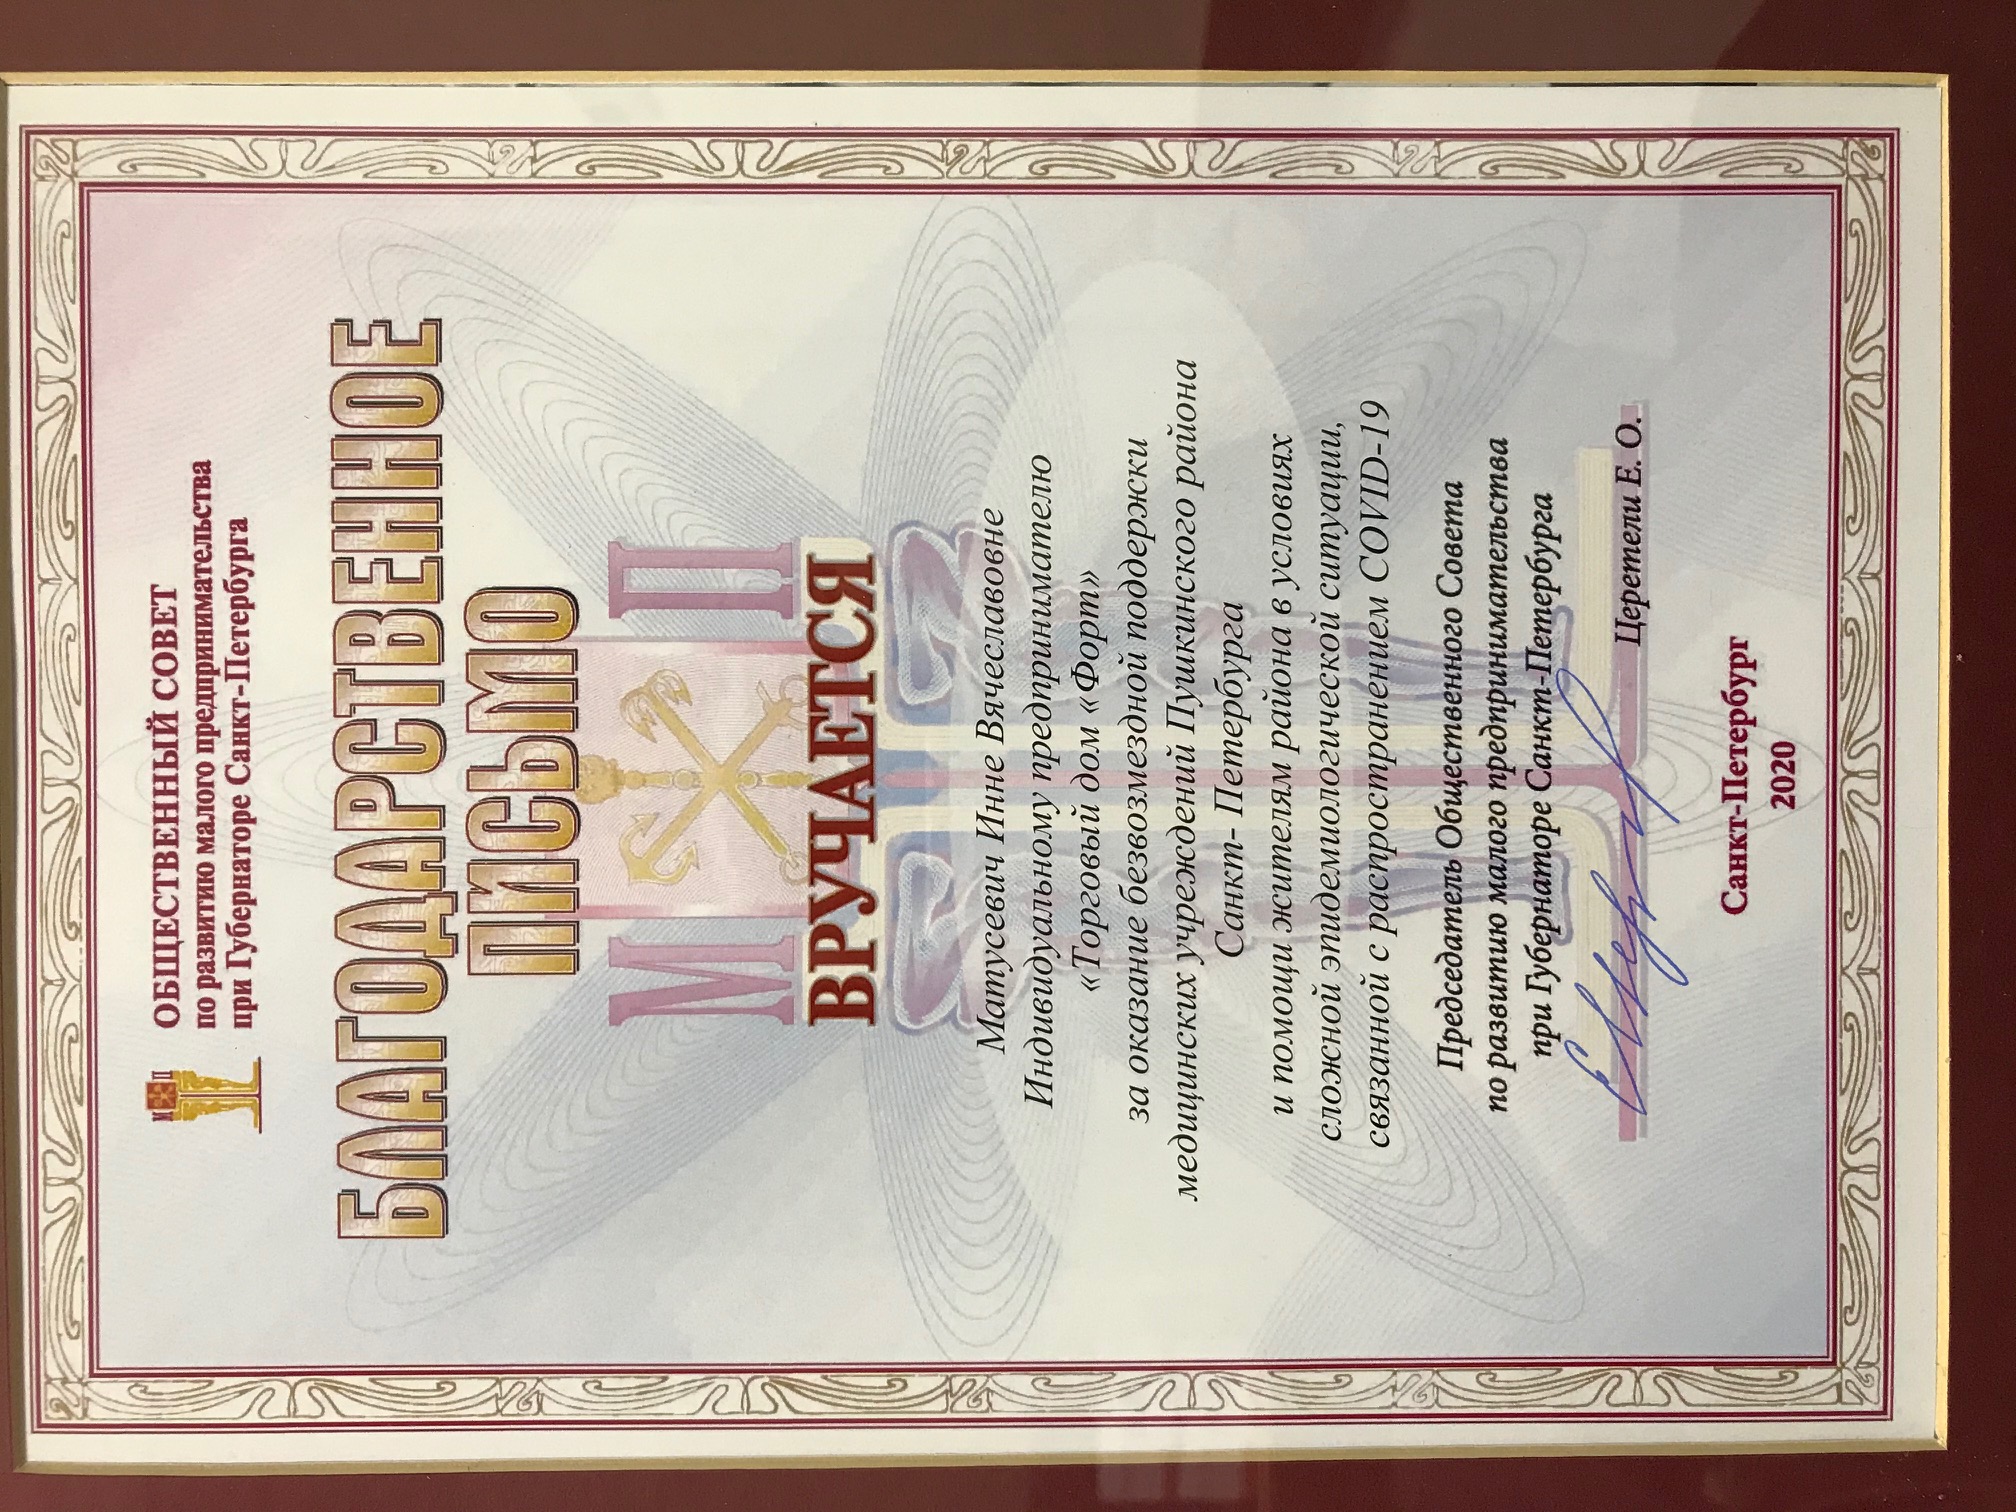 ОБЩЕСТВЕННЫЙ СОВЕТ
по развитию малого предпринимательства
при Губернаторе Санкт-Петербурга
М П
БЛАГОДАРСТВЕННОЕ
ПИСЬМО
М П
ВРУЧАЕТСЯ
Матусевич Инне Вячеславовне
Индивидуальному предпринимателю
«Торговый дом «Форт»
за оказание безвозмездной поддержки
медицинских учреждений Пушкинского района
Санкт- Петербурга
и помощи жителям района в условиях
сложной эпидемиологической ситуации,
связанной с распространением COVID-19
Председатель Общественного Совета
по развитию малого предпринимательства
при Губернаторе Санкт-Петербурга
Церетели Е. О.
Санкт-Петербург
2020